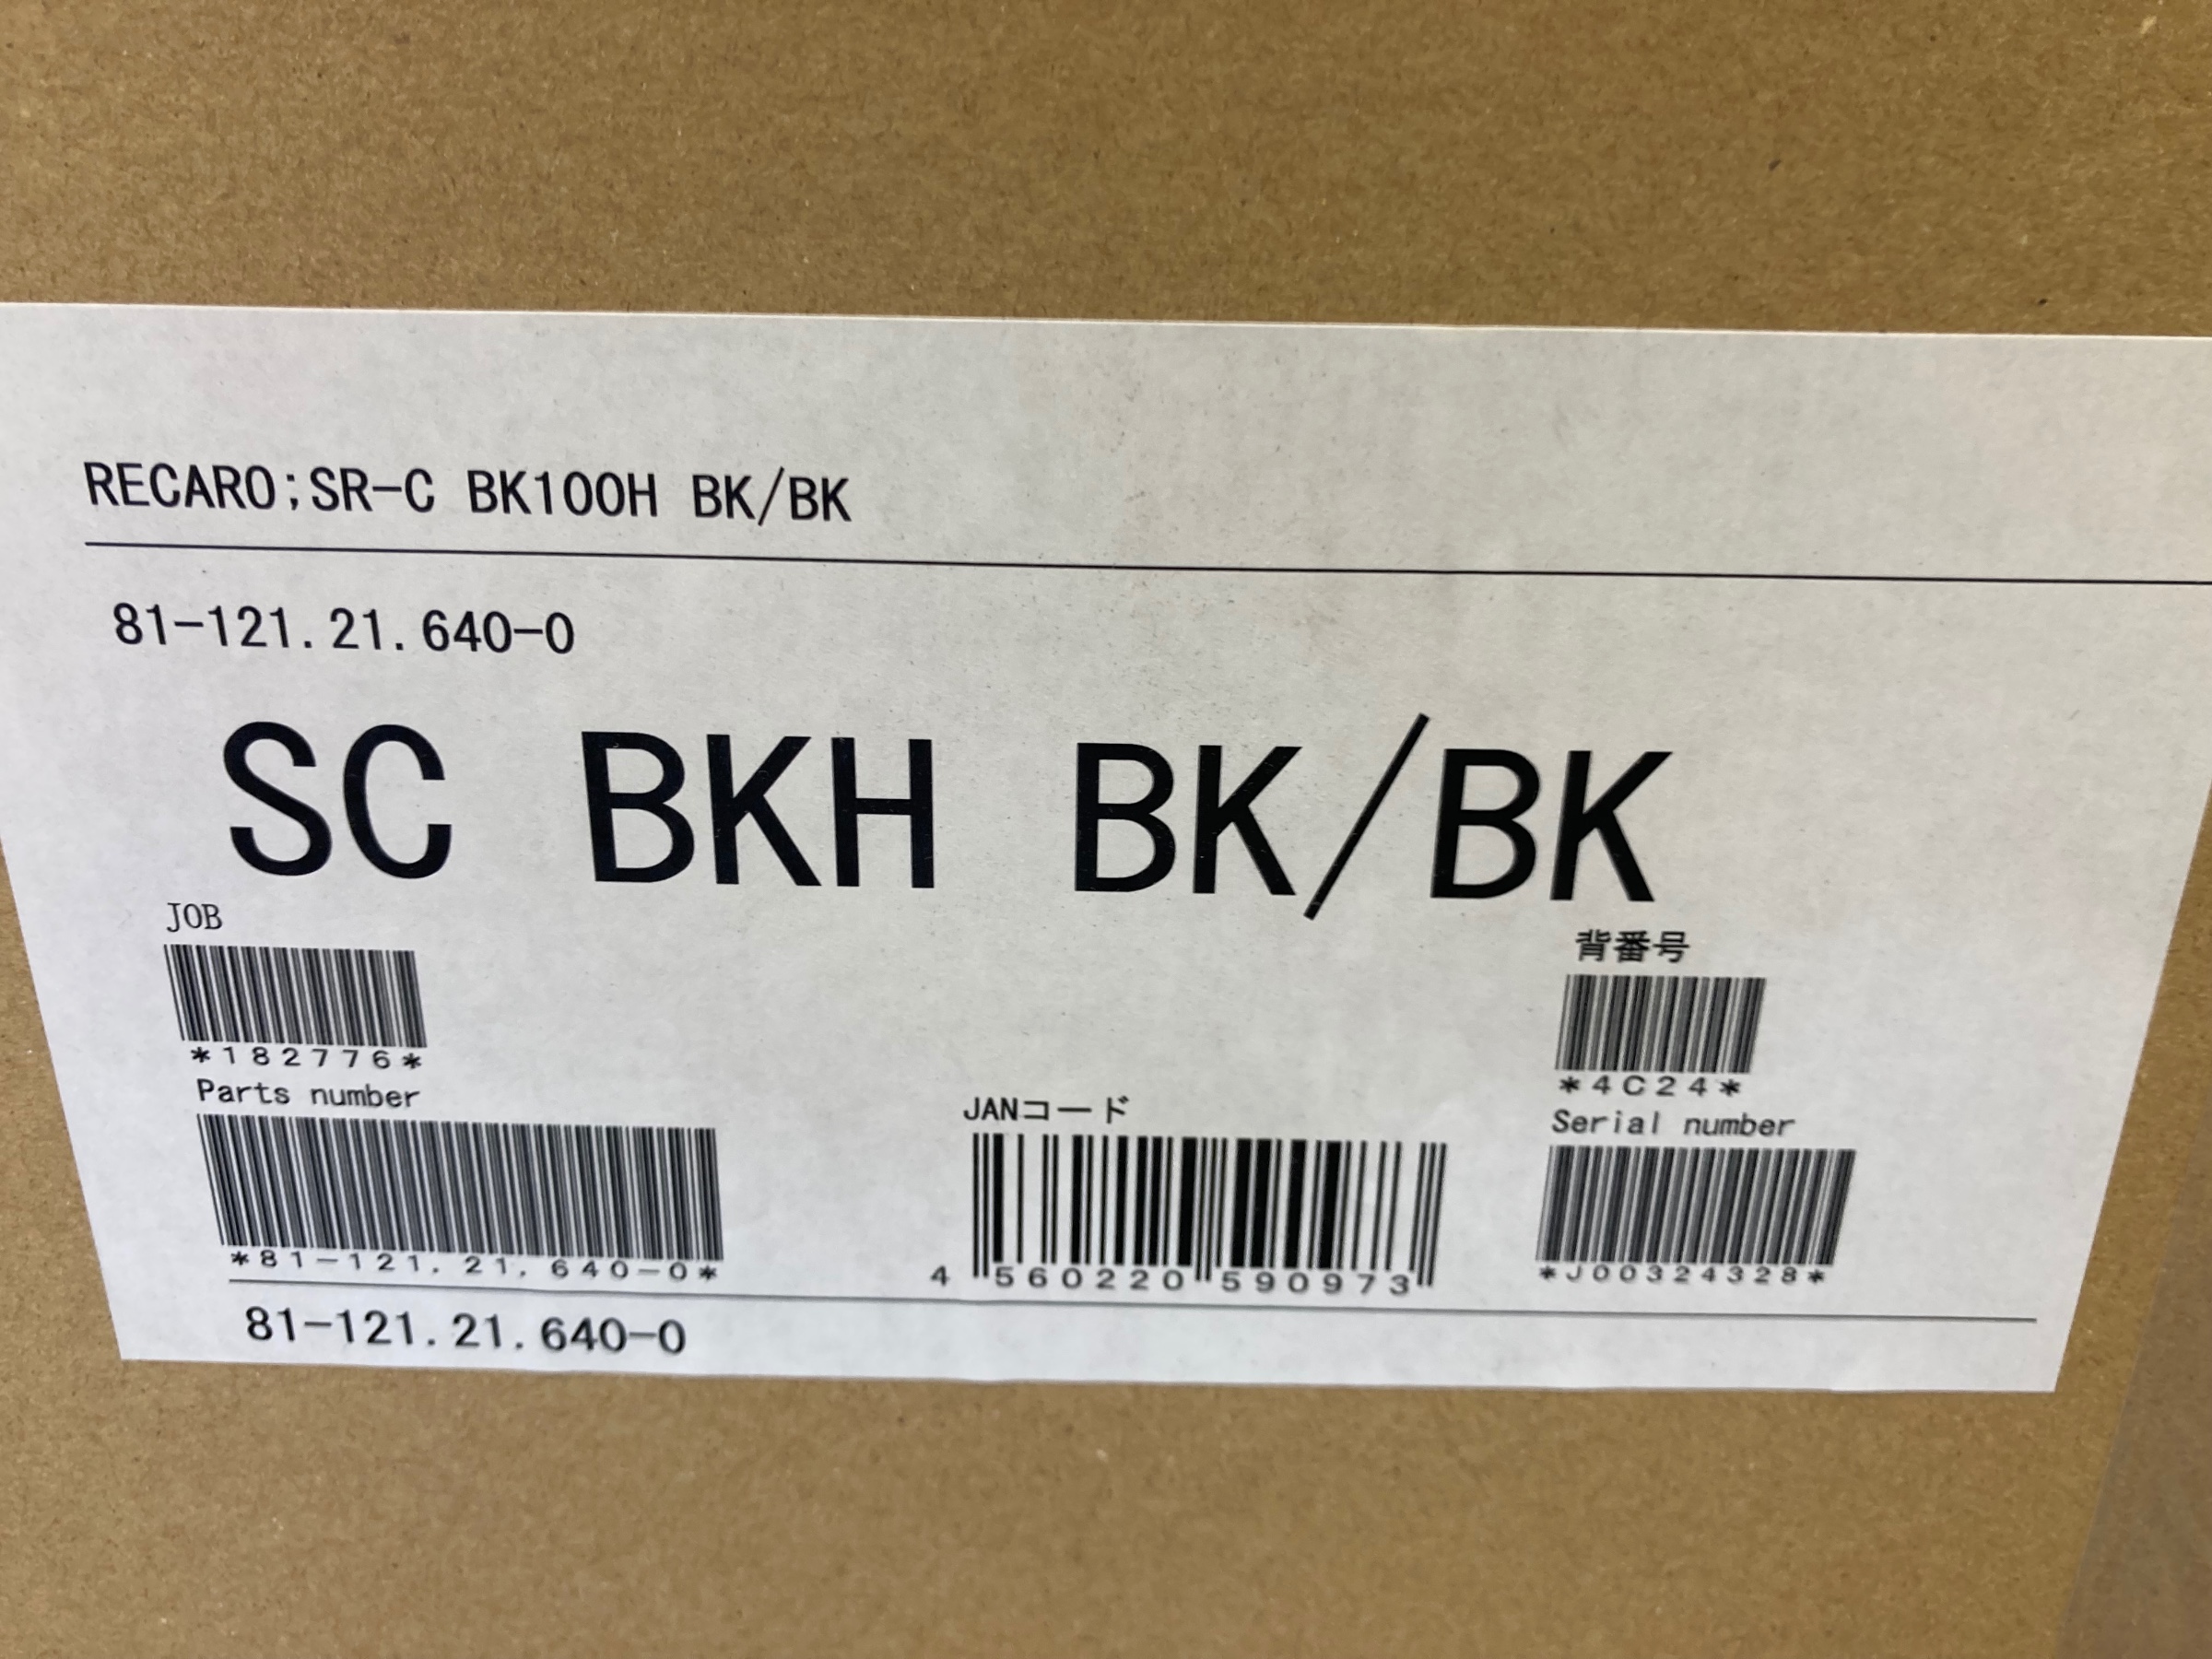 RECARO;SR-C BK100H BK/BK
81-121.21.640-0
SC BKH BK/BK
JOB
*182776*
背番号
*4C24*
Parts number
*81-121.21.640-0*
JANコード
4 560220 590973
Serial number
*J00324328*
81-121.21.640-0